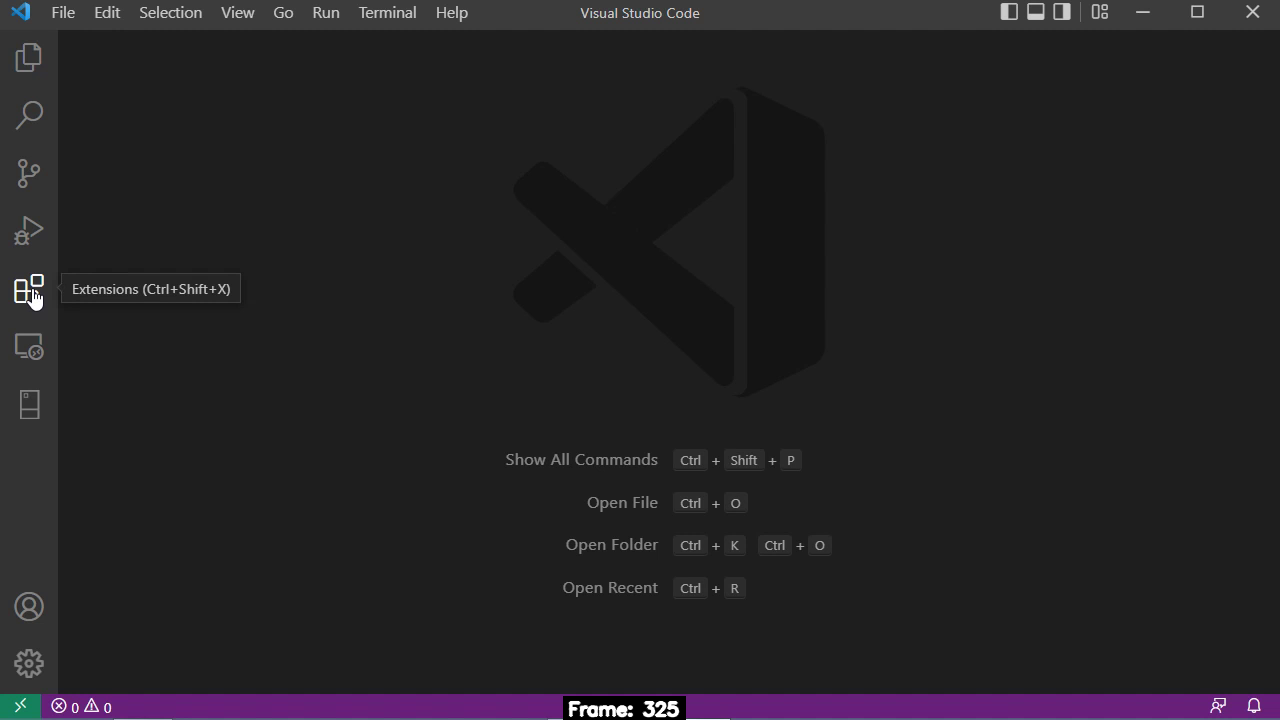 File Edit Selection View Go Run Terminal Help Visual Studio Code
Extensions (Ctrl+Shift+X)
Show All Commands Ctrl + Shift + P
Open File Ctrl + O
Open Folder Ctrl + K Ctrl + O
Open Recent Ctrl + R
0 0 Frame: 325